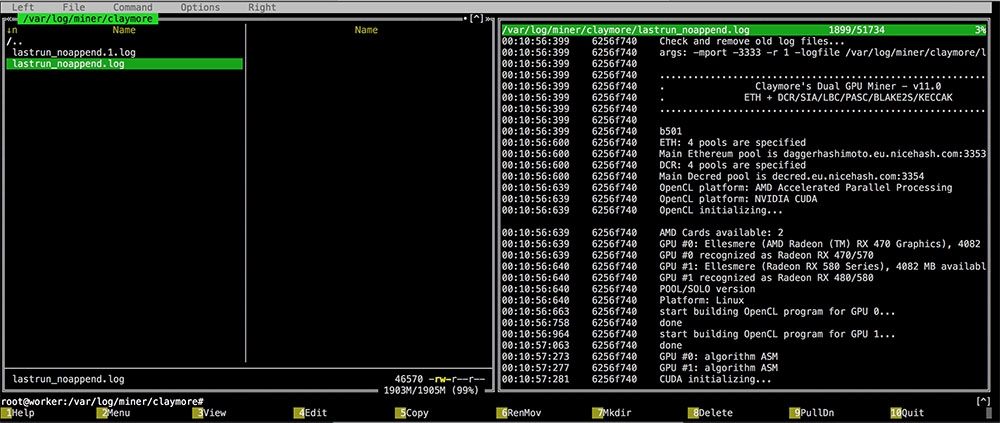 Left File Command Options Right
/var/log/miner/claymore
↓n Name Name
/..
lastrun_noappend.1.log
lastrun_noappend.log
lastrun_noappend.log 46570 -rw-r--r--
1903M/1905M (99%)
/var/log/miner/claymore/lastrun_noappend.log 1899/51734 3%
00:10:56:399 6256f740 Check and remove old log files...
00:10:56:399 6256f740 args: -mport -3333 -r 1 -logfile /var/log/miner/claymore/l
00:10:56:399 6256f740
00:10:56:399 6256f740 ......................................................
00:10:56:399 6256f740 . Claymore's Dual GPU Miner - v11.0
00:10:56:399 6256f740 . ETH + DCR/SIA/LBC/PASC/BLAKE2S/KECCAK
00:10:56:399 6256f740 ......................................................
00:10:56:399 6256f740
00:10:56:399 6256f740 b501
00:10:56:600 6256f740 ETH: 4 pools are specified
00:10:56:600 6256f740 Main Ethereum pool is daggerhashimoto.eu.nicehash.com:3353
00:10:56:600 6256f740 DCR: 4 pools are specified
00:10:56:600 6256f740 Main Decred pool is decred.eu.nicehash.com:3354
00:10:56:639 6256f740 OpenCL platform: AMD Accelerated Parallel Processing
00:10:56:639 6256f740 OpenCL platform: NVIDIA CUDA
00:10:56:639 6256f740 OpenCL initializing...
00:10:56:639 6256f740 AMD Cards available: 2
00:10:56:639 6256f740 GPU #0: Ellesmere (AMD Radeon (TM) RX 470 Graphics), 4082
00:10:56:639 6256f740 GPU #0 recognized as Radeon RX 470/570
00:10:56:640 6256f740 GPU #1: Ellesmere (Radeon RX 580 Series), 4082 MB availabl
00:10:56:640 6256f740 GPU #1 recognized as Radeon RX 480/580
00:10:56:640 6256f740 POOL/SOLO version
00:10:56:640 6256f740 Platform: Linux
00:10:56:663 6256f740 start building OpenCL program for GPU 0...
00:10:56:758 6256f740 done
00:10:56:964 6256f740 start building OpenCL program for GPU 1...
00:10:57:063 6256f740 done
00:10:57:273 6256f740 GPU #0: algorithm ASM
00:10:57:277 6256f740 GPU #1: algorithm ASM
00:10:57:281 6256f740 CUDA initializing...
root@worker:/var/log/miner/claymore# [^]
1Help 2Menu 3View 4Edit 5Copy 6RenMov 7Mkdir 8Delete 9PullDn 10Quit